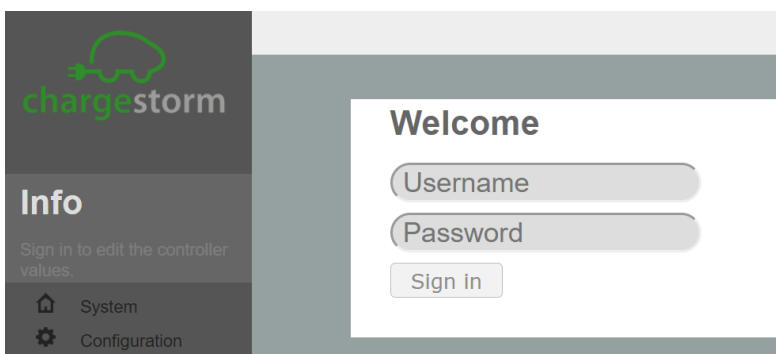 chargestorm
Info
Sign in to edit the controller
values.
System
Configuration
Welcome
Username
Password
Sign in